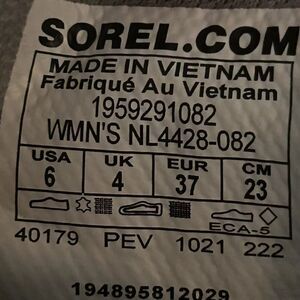 SOREL.COM
MADE IN VIETNAM
Fabriqué Au Vietnam
1959291082
WMN'S NL4428-082
USA UK EUR CM
6 4 37 23
ECA-5
40179 PEV 1021 222
194895812029